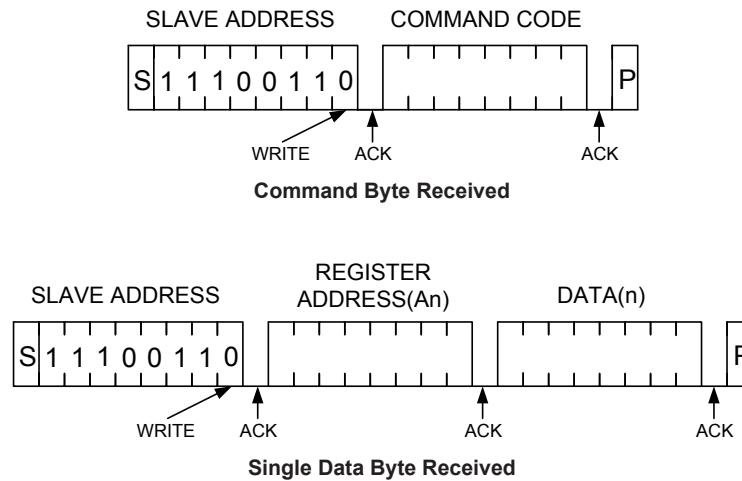 SLAVE ADDRESS COMMAND CODE
S 1 1 1 0 0 1 1 0 P
WRITE ACK ACK
Command Byte Received
REGISTER
SLAVE ADDRESS ADDRESS(An) DATA(n)
S 1 1 1 0 0 1 1 0 P
WRITE ACK ACK ACK
Single Data Byte Received